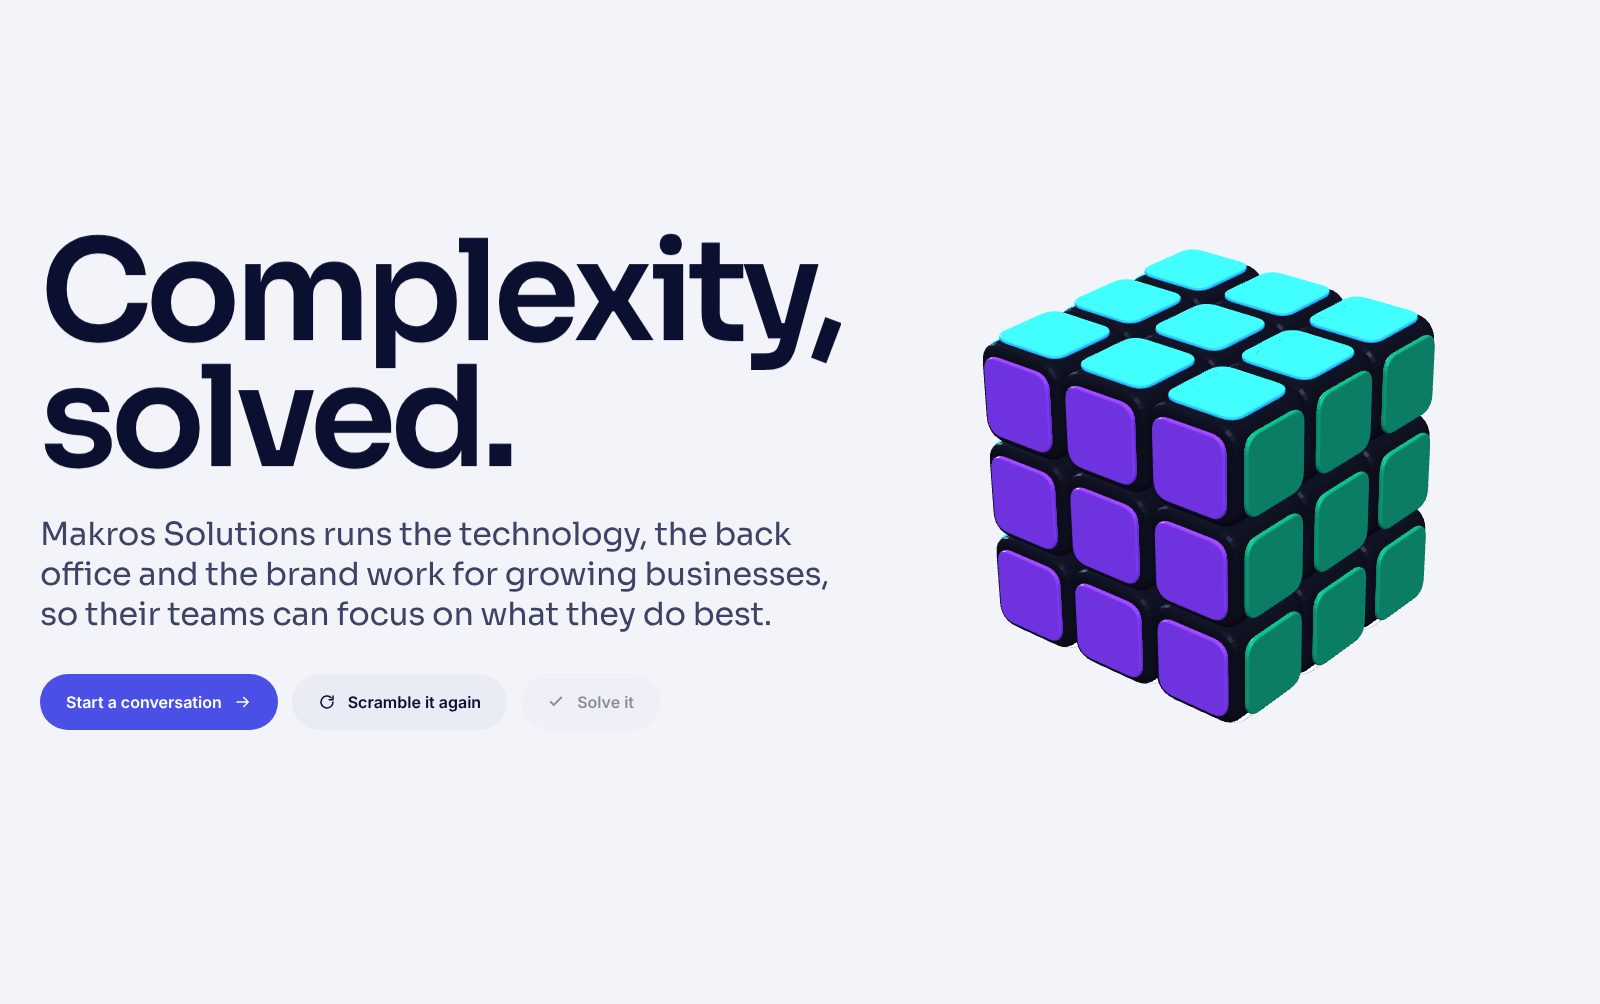 Complexity,
solved.
Makros Solutions runs the technology, the back
office and the brand work for growing businesses,
so their teams can focus on what they do best.
Start a conversation
Scramble it again
Solve it